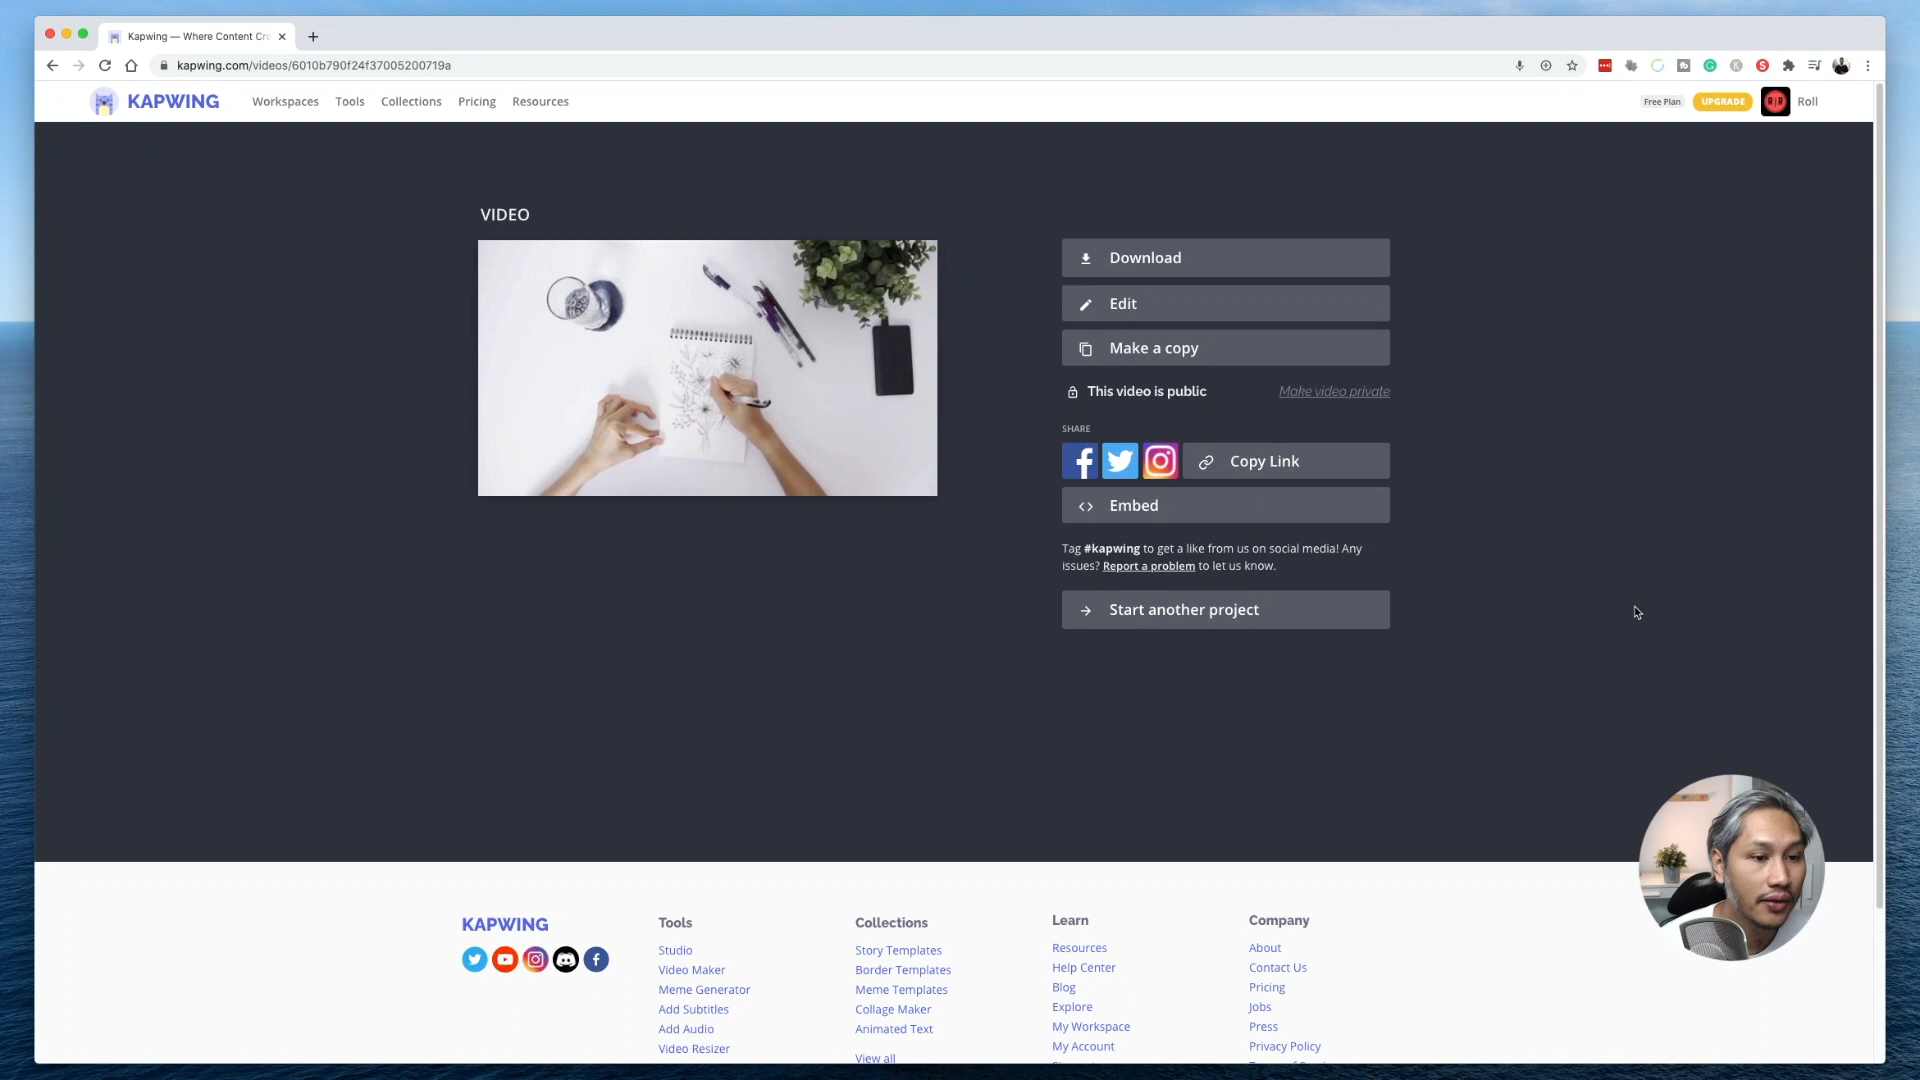 Kapwing — Where Content Cre
kapwing.com/videos/6010b790f24f37005200719a
KAPWING
Workspaces
Tools
Collections
Pricing
Resources
Free Plan
UPGRADE
Roll
VIDEO
Download
Edit
Make a copy
This video is public
Make video private
SHARE
Copy Link
Embed
Tag #kapwing to get a like from us on social media! Any
issues? Report a problem to let us know.
Start another project
KAPWING
Tools
Studio
Video Maker
Meme Generator
Add Subtitles
Add Audio
Video Resizer
Collections
Story Templates
Border Templates
Meme Templates
Collage Maker
Animated Text
View all
Learn
Resources
Help Center
Blog
Explore
My Workspace
My Account
Company
About
Contact Us
Pricing
Jobs
Press
Privacy Policy